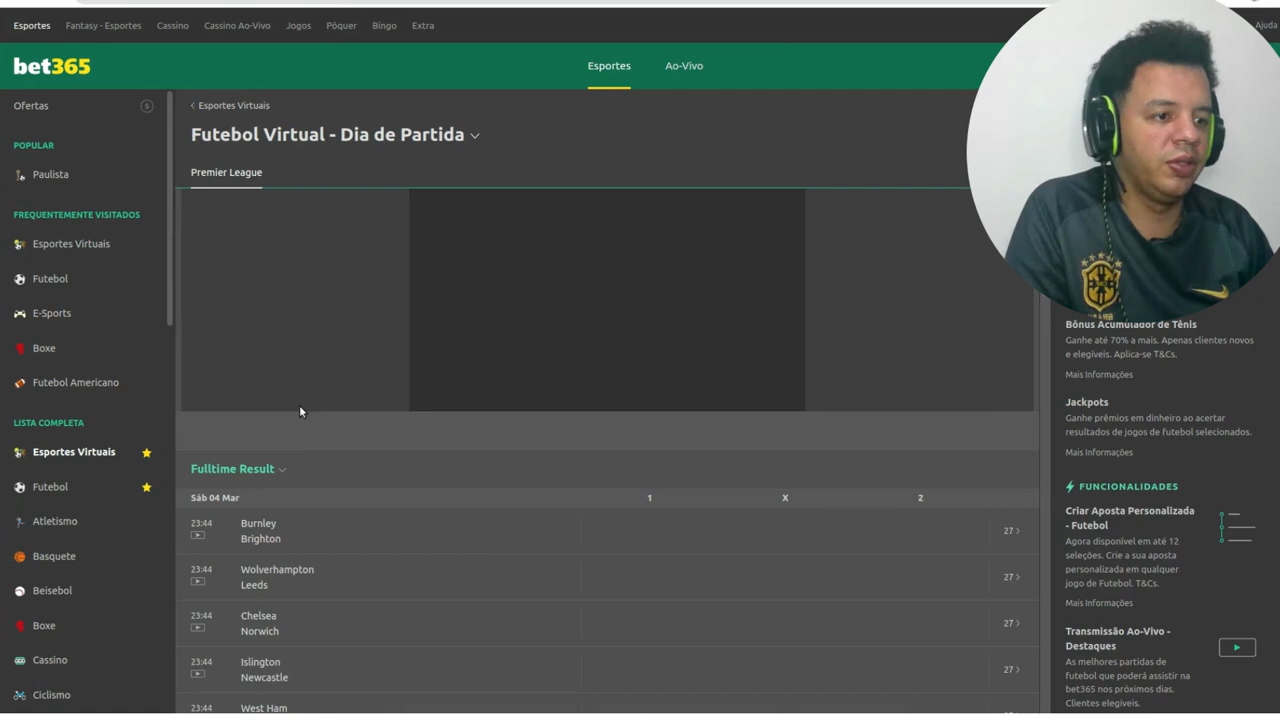 Esportes
Fantasy - Esportes
Cassino
Cassino Ao-Vivo
Jogos
Pôquer
Bingo
Extra
Ajuda
bet365
Esportes
Ao-Vivo
Ofertas
5
POPULAR
Paulista
FREQUENTEMENTE VISITADOS
Esportes Virtuais
Futebol
E-Sports
Boxe
Futebol Americano
LISTA COMPLETA
Esportes Virtuais
Futebol
Atletismo
Basquete
Beisebol
Boxe
Cassino
Ciclismo
Esportes Virtuais
Futebol Virtual - Dia de Partida
Premier League
Fulltime Result
Sáb 04 Mar
1
X
2
23:44
Burnley
Brighton
27
23:44
Wolverhampton
Leeds
27
23:44
Chelsea
Norwich
27
23:44
Islington
Newcastle
27
23:44
West Ham
Bônus Acumulador de Tênis
Ganhe até 70% a mais. Apenas clientes novos
e elegíveis. Aplica-se T&Cs.
Mais Informações
Jackpots
Ganhe prêmios em dinheiro ao acertar
resultados de jogos de futebol selecionados.
Mais Informações
FUNCIONALIDADES
Criar Aposta Personalizada
- Futebol
Agora disponível em até 12
seleções. Crie a sua aposta
personalizada em qualquer
jogo de Futebol. T&Cs.
Mais Informações
Transmissão Ao-Vivo -
Destaques
As melhores partidas de
futebol que poderá assistir na
bet365 nos próximos dias.
Clientes elegíveis.